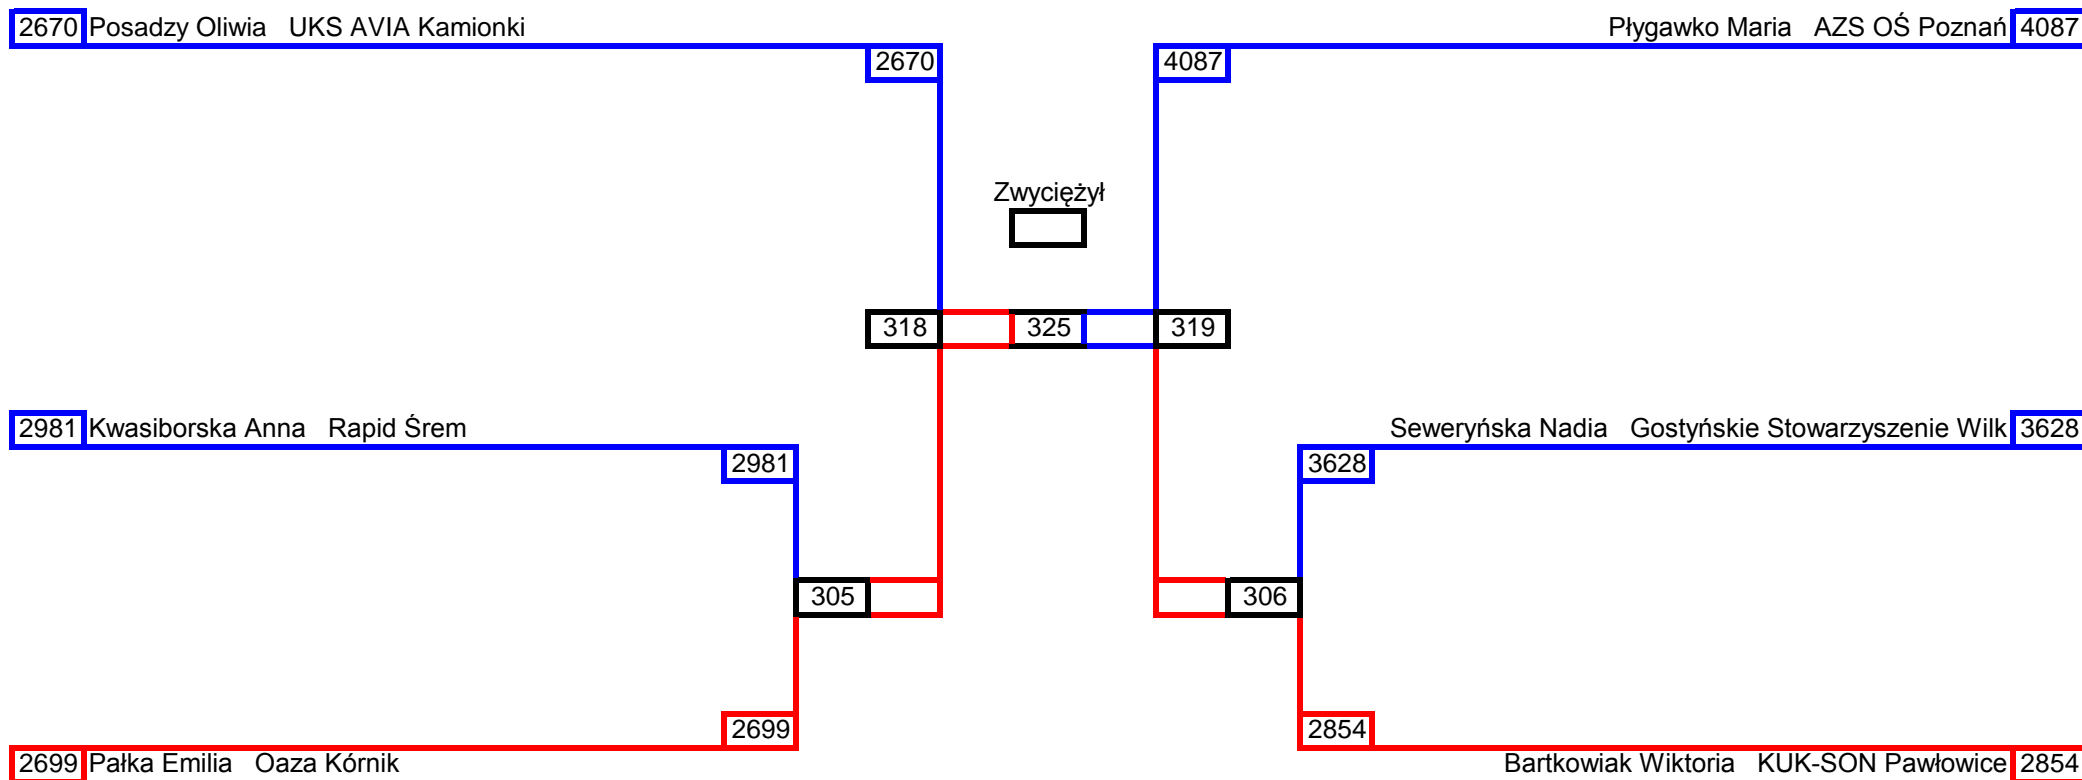 2670 Posadzy Oliwia UKS AVIA Kamionki Pływgawko Maria AZS OŚ Poznań 4087
2670 4087
Zwyciężył
318 325 319
2981 Kwasiborska Anna Rapid Śrem Seweryńska Nadia Gostyńskie Stowarzyszenie Wilk 3628
2981 3628
305 306
2699 2854
2699 Pałka Emilia Oaza Kórnik Bartkowiak Wiktoria KUK-SON Pawłowice 2854